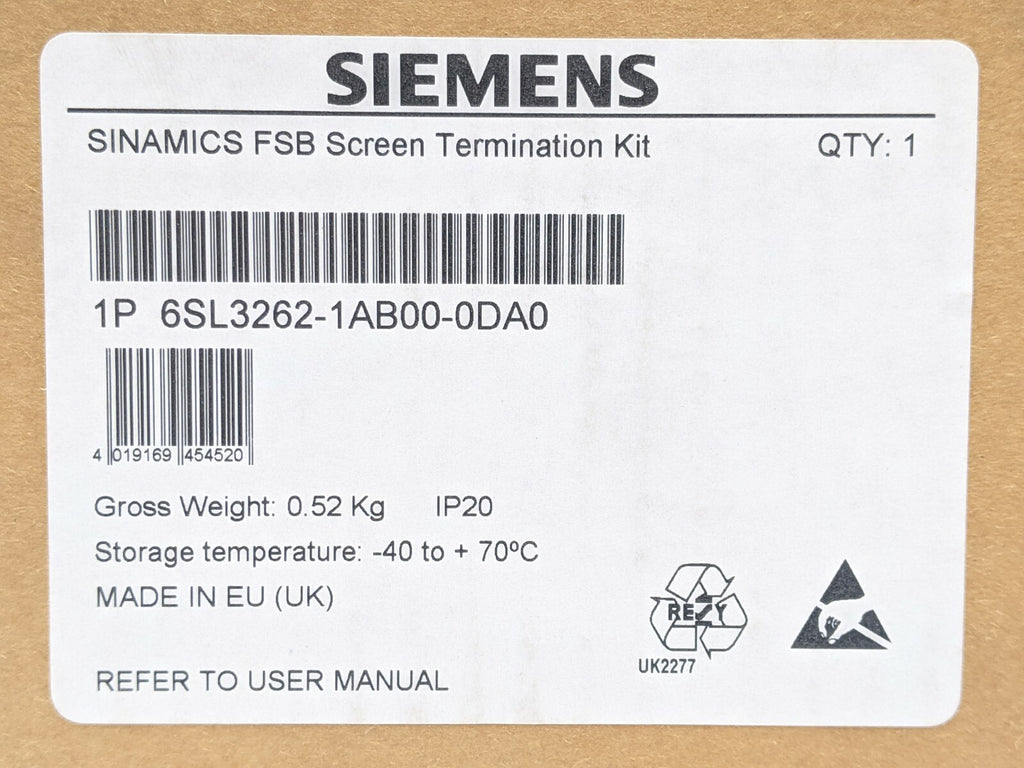 SIEMENS
SINAMICS FSB Screen Termination Kit QTY: 1
1P 6SL3262-1AB00-0DA0
4 019169 454520
Gross Weight: 0.52 Kg IP20
Storage temperature: -40 to + 70ºC
MADE IN EU (UK)
RESY
UK2277
REFER TO USER MANUAL